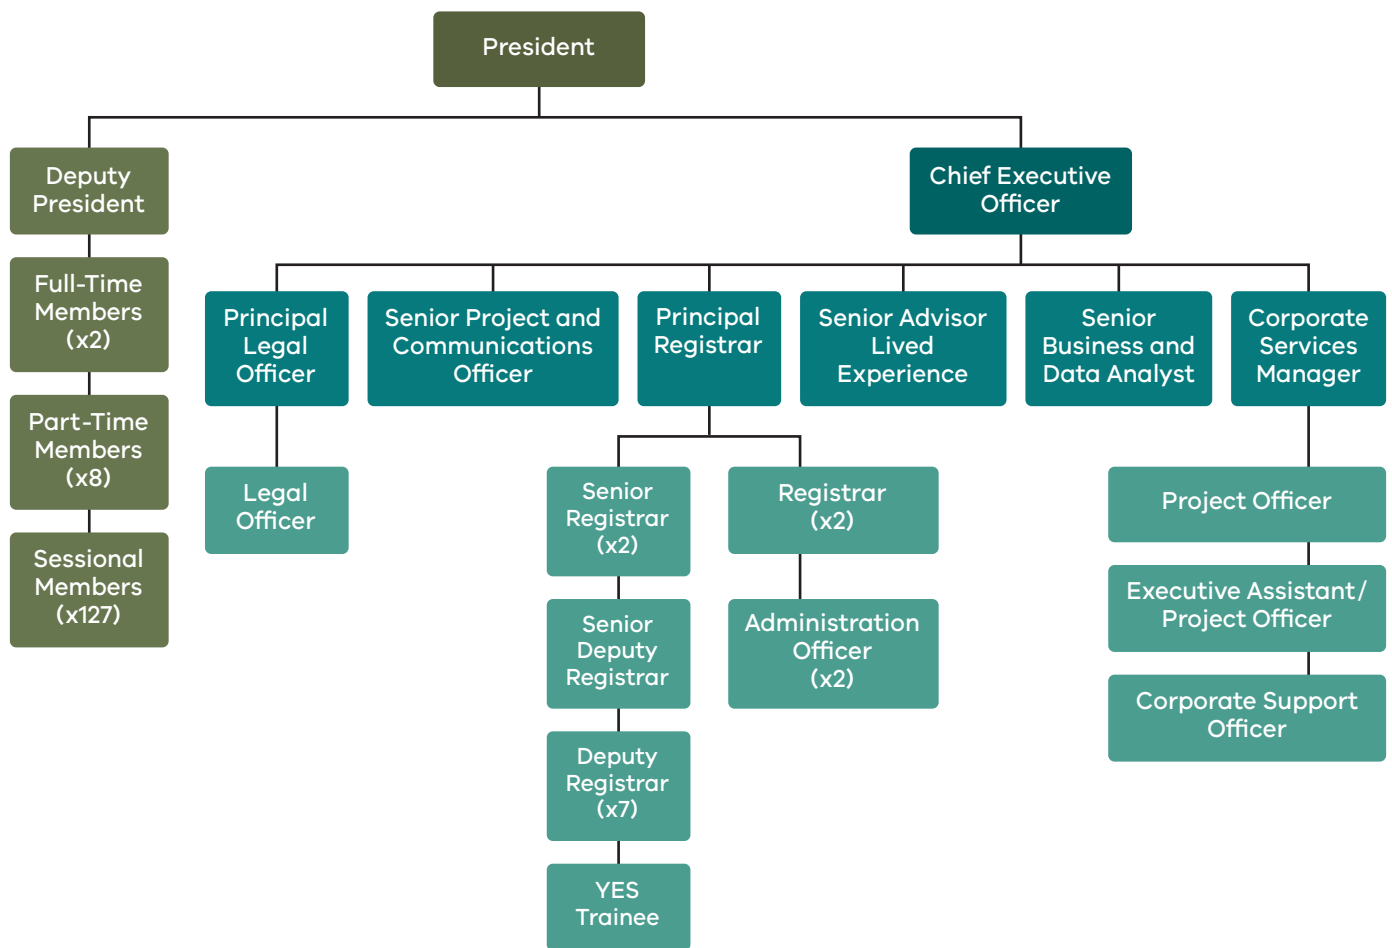 President
Deputy
President
Chief Executive
Officer
Full-Time
Members
(x2)
Part-Time
Members
(x8)
Sessional
Members
(x127)
Principal
Legal
Officer
Senior Project and
Communications
Officer
Principal
Registrar
Senior Advisor
Lived
Experience
Senior
Business and
Data Analyst
Corporate
Services
Manager
Legal
Officer
Senior
Registrar
(x2)
Senior
Deputy
Registrar
Deputy
Registrar
(x7)
YES
Trainee
Registrar
(x2)
Administration
Officer
(x2)
Project Officer
Executive Assistant/
Project Officer
Corporate Support
Officer